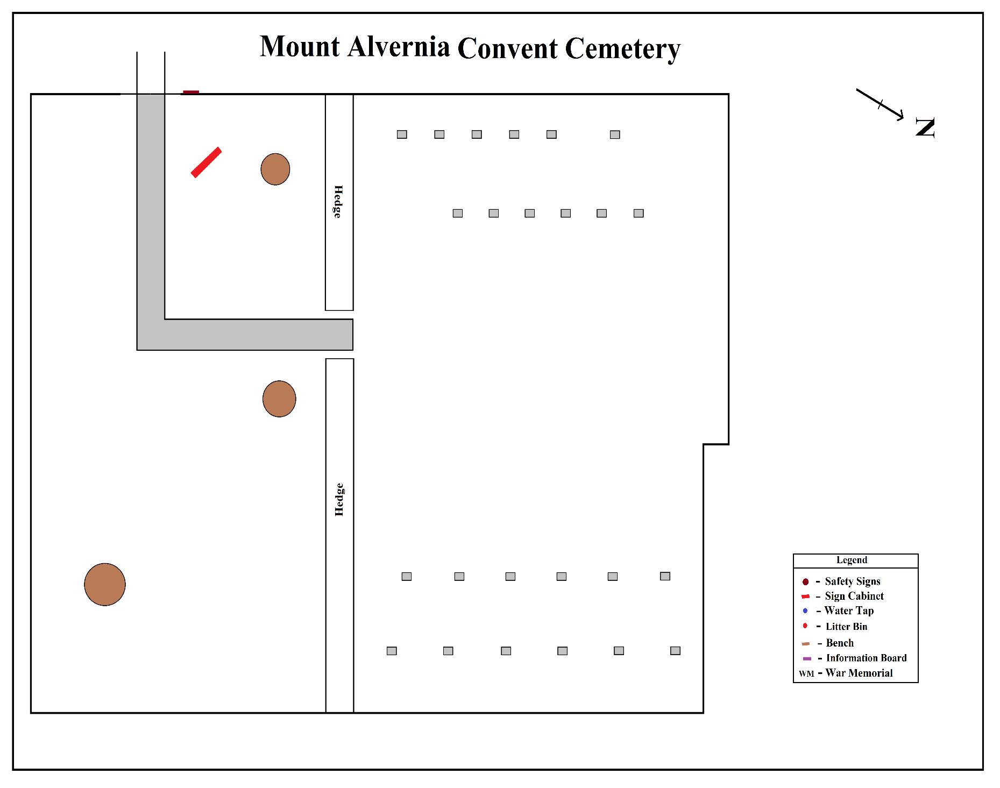 Mount Alvernia Convent Cemetery
N
Hedge
Hedge
Legend
- Safety Signs
- Sign Cabinet
- Water Tap
- Litter Bin
- Bench
- Information Board
WM - War Memorial